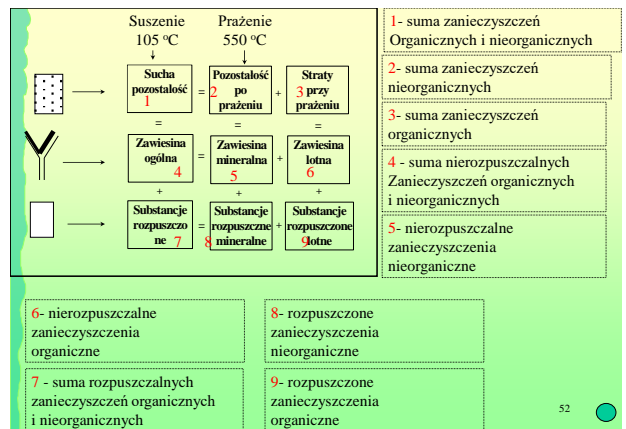 Suszenie
105 °C
Prażenie
550 °C
Sucha
pozostałość
1
=
Pozostałość
2 po
prażeniu
+
Straty
3 przy
prażeniu
=
=
=
Zawiesina
ogólna
4
=
Zawiesina
mineralna
5
+
Zawiesina
lotna
6
+
+
+
Substancje
rozpuszczo
ne 7
=
Substancje
rozpuszczne
8 mineralne
+
Substancje
rozpuszczone
9lotne
1- suma zanieczyszczeń
Organicznych i nieorganicznych
2- suma zanieczyszczeń
nieorganicznych
3- suma zanieczyszczeń
organicznych
4 - suma nierozpuszczalnych
Zanieczyszczeń organicznych
i nieorganicznych
5- nierozpuszczalne
zanieczyszczenia
nieorganiczne
6- nierozpuszczalne
zanieczyszczenia
organiczne
8- rozpuszczone
zanieczyszczenia
nieorganiczne
7 - suma rozpuszczalnych
zanieczyszczeń organicznych
i nieorganicznych
9- rozpuszczone
zanieczyszczenia
organiczne
52